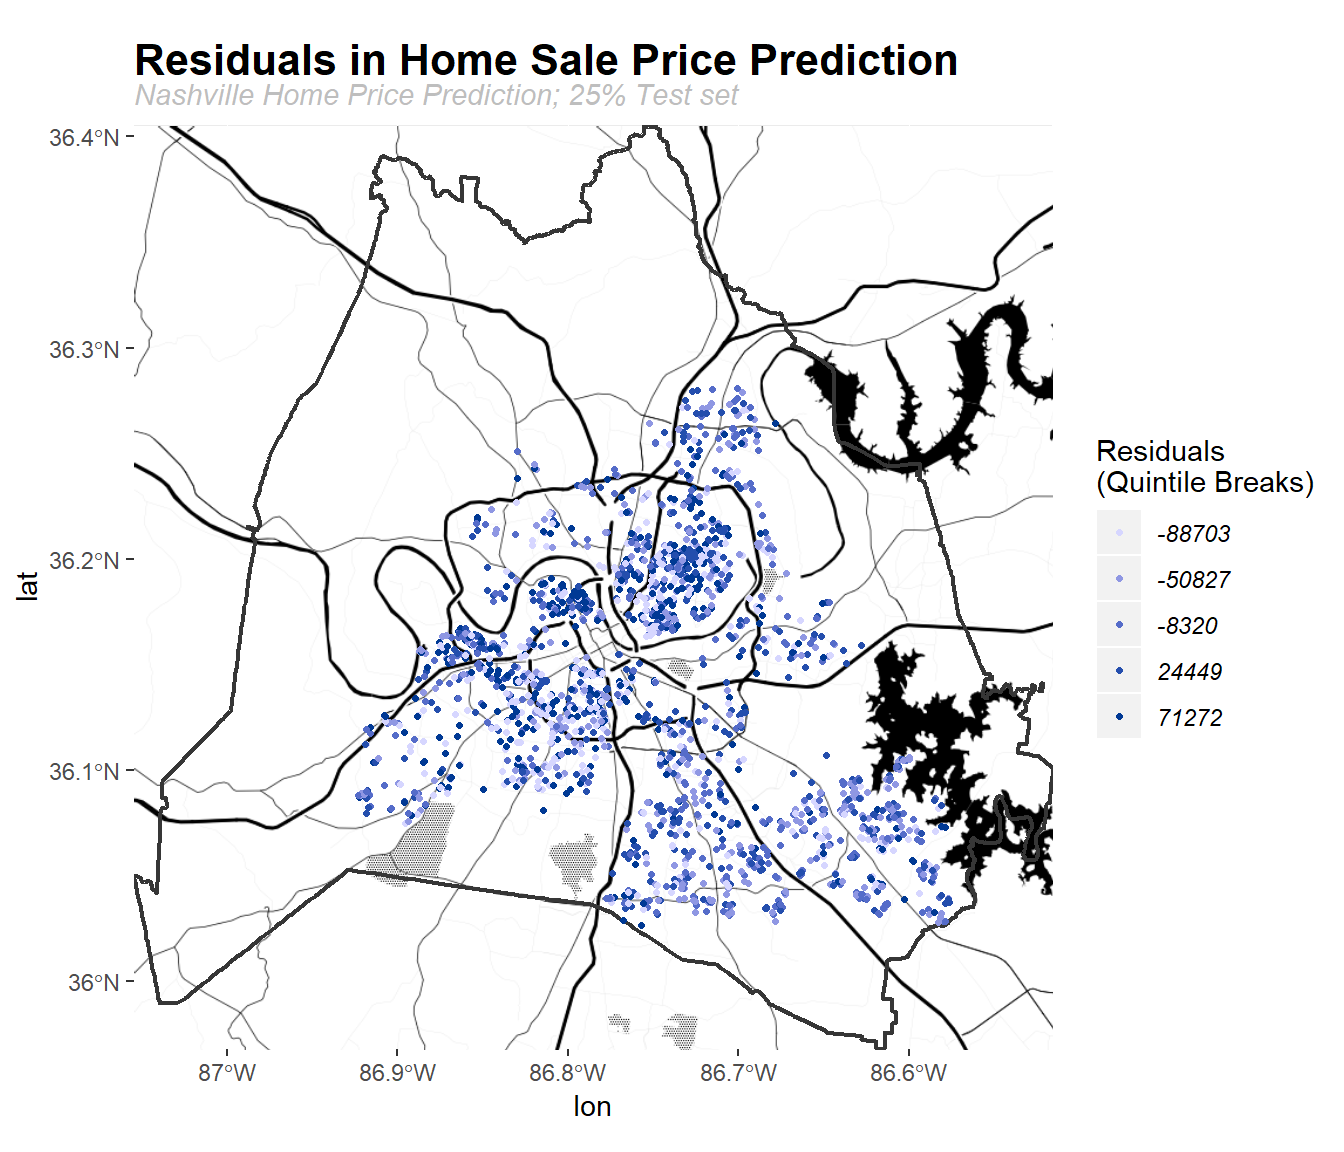 Residuals in Home Sale Price Prediction
Nashville Home Price Prediction; 25% Test set
36.4°N
36.3°N
36.2°N
36.1°N
36°N
lat
87°W
86.9°W
86.8°W
86.7°W
86.6°W
lon
Residuals
(Quintile Breaks)
-88703
-50827
-8320
24449
71272